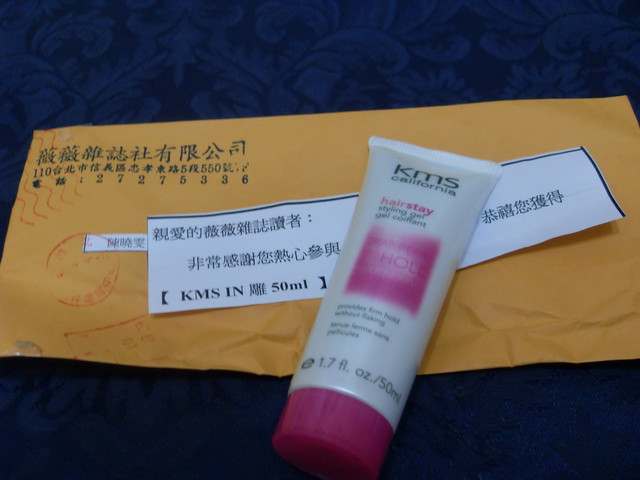 薇薇雜誌社有限公司
110台北市信義區忠孝東路5段550號
電話：27275336
陳曉雯
親愛的薇薇雜誌讀者：
非常感謝您熱心參與
恭禧您獲得
【 KMS IN 雕 50ml 】
kms
california
hairstay
styling gel
gel coiffant
HOLD
provides firm hold
without flaking
tenue ferme sans
pellicules
e 1.7 fl. oz./50ml